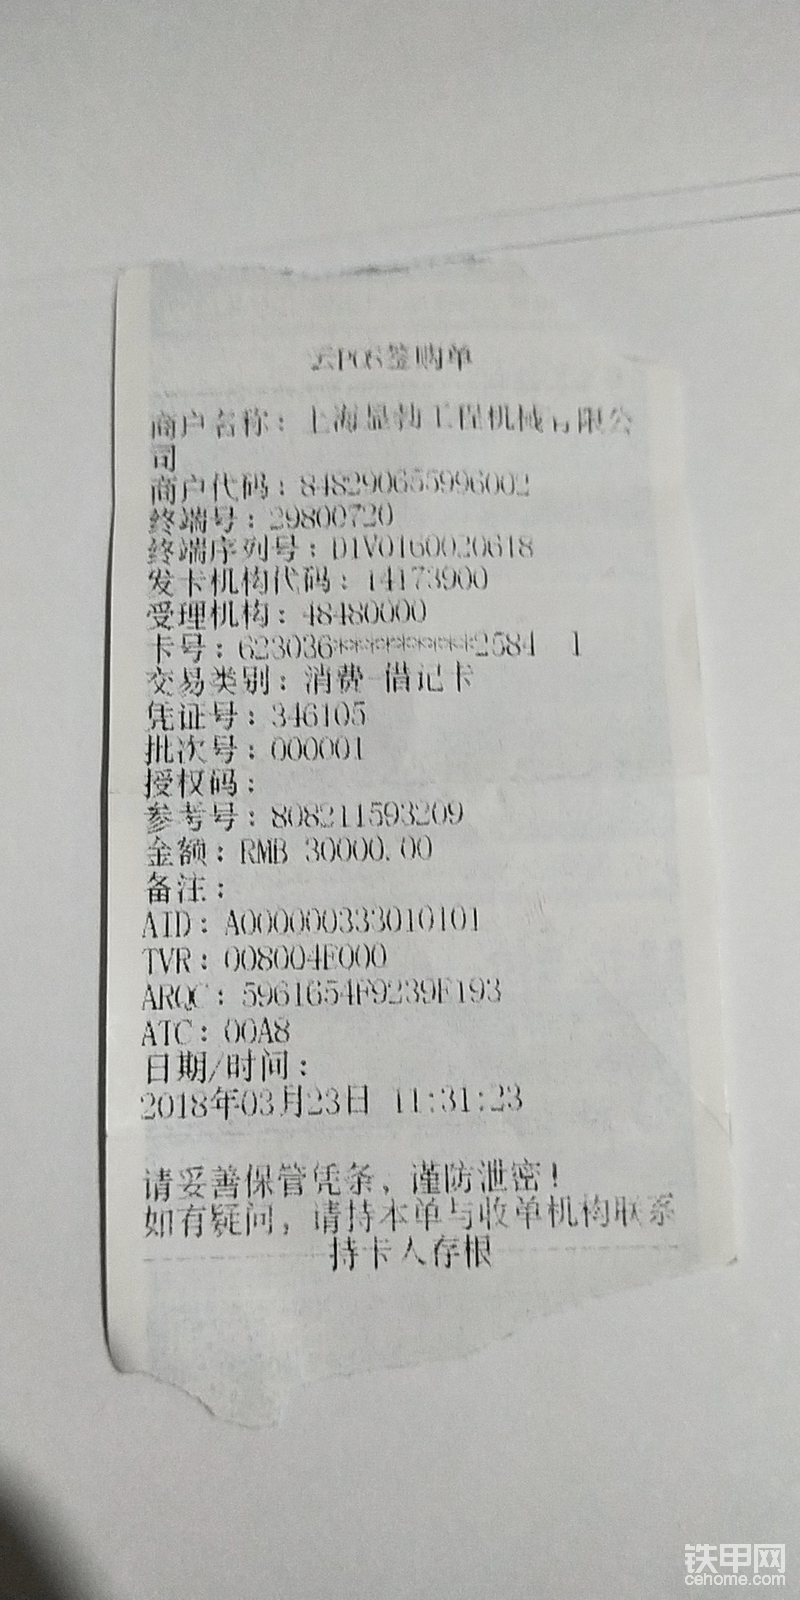 云POS签购单
商户名称：上海显勃工程机械有限公
司
商户代码：848290655996002
终端号：29800720
终端序列号：D1V0160020618
发卡机构代码：14173900
受理机构：48480000
卡号：623036*********2584 1
交易类别：消费-借记卡
凭证号：346105
批次号：000001
授权码：
参考号：808211593209
金额：RMB 30000.00
备注：
AID：A000000333010101
TVR：008004E000
ARQC：5961654F9239F193
ATC：00A8
日期/时间：
2018年03月23日 11:31:23
请妥善保管凭条，谨防泄密！
如有疑问，请持本单与收单机构联系
持卡人存根
铁甲网
cehome.com